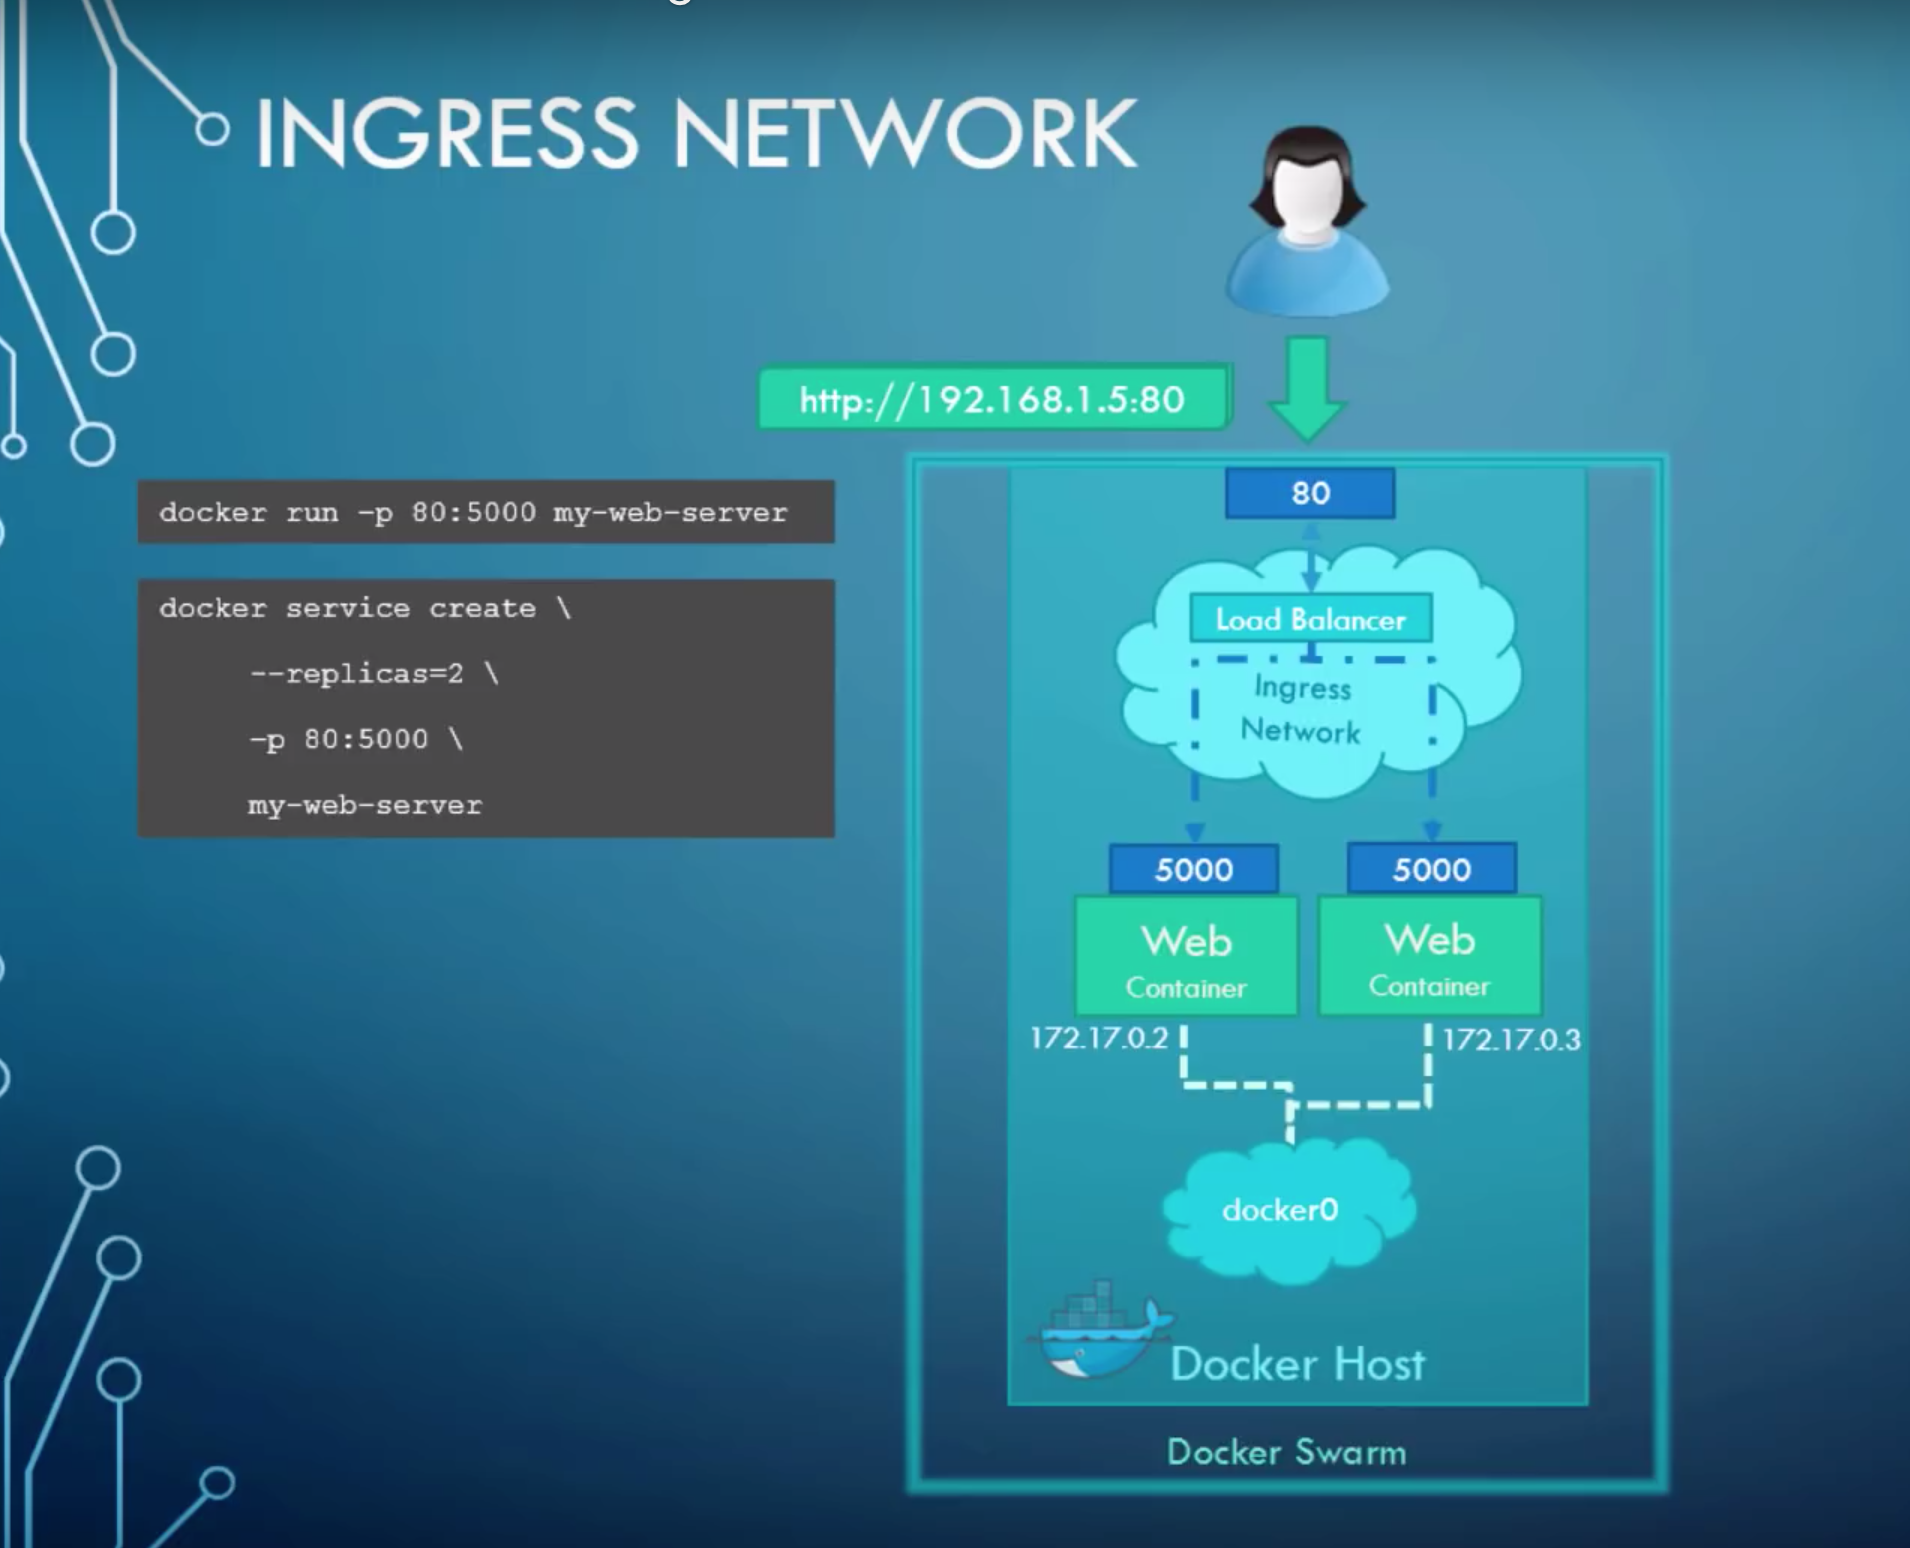 INGRESS NETWORK
http://192.168.1.5:80
docker run -p 80:5000 my-web-server
docker service create \
--replicas=2 \
-p 80:5000 \
my-web-server
80
Load Balancer
Ingress
Network
5000
5000
Web
Container
Web
Container
172.17.0.2
172.17.0.3
docker0
Docker Host
Docker Swarm